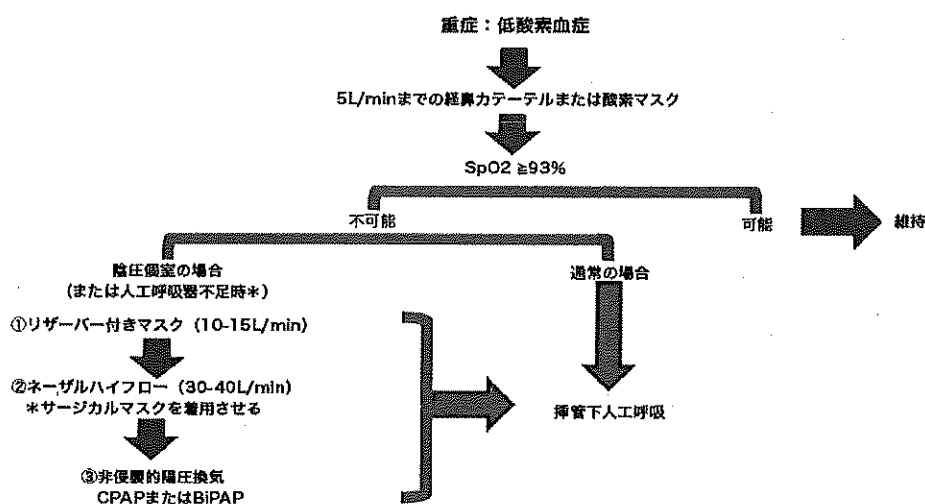 重症：低酸素血症
5L/minまでの経鼻カテーテルまたは酸素マスク
SpO2 ≧93%
不可能
可能
維持
陰圧個室の場合
(または人工呼吸器不足時＊)
通常の場合
①リザーバー付きマスク（10-15L/min）
②ネーザルハイフロー（30-40L/min）
＊サージカルマスクを着用させる
挿管下人工呼吸
③非侵襲的陽圧換気
CPAPまたはBiPAP